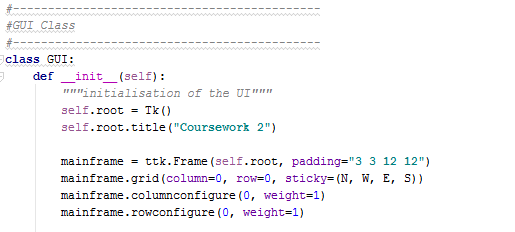 #--------------------------------------------
#GUI Class
#--------------------------------------------
class GUI:
    def __init__(self):
        """initialisation of the UI"""
        self.root = Tk()
        self.root.title("Coursework 2")

        mainframe = ttk.Frame(self.root, padding="3 3 12 12")
        mainframe.grid(column=0, row=0, sticky=(N, W, E, S))
        mainframe.columnconfigure(0, weight=1)
        mainframe.rowconfigure(0, weight=1)